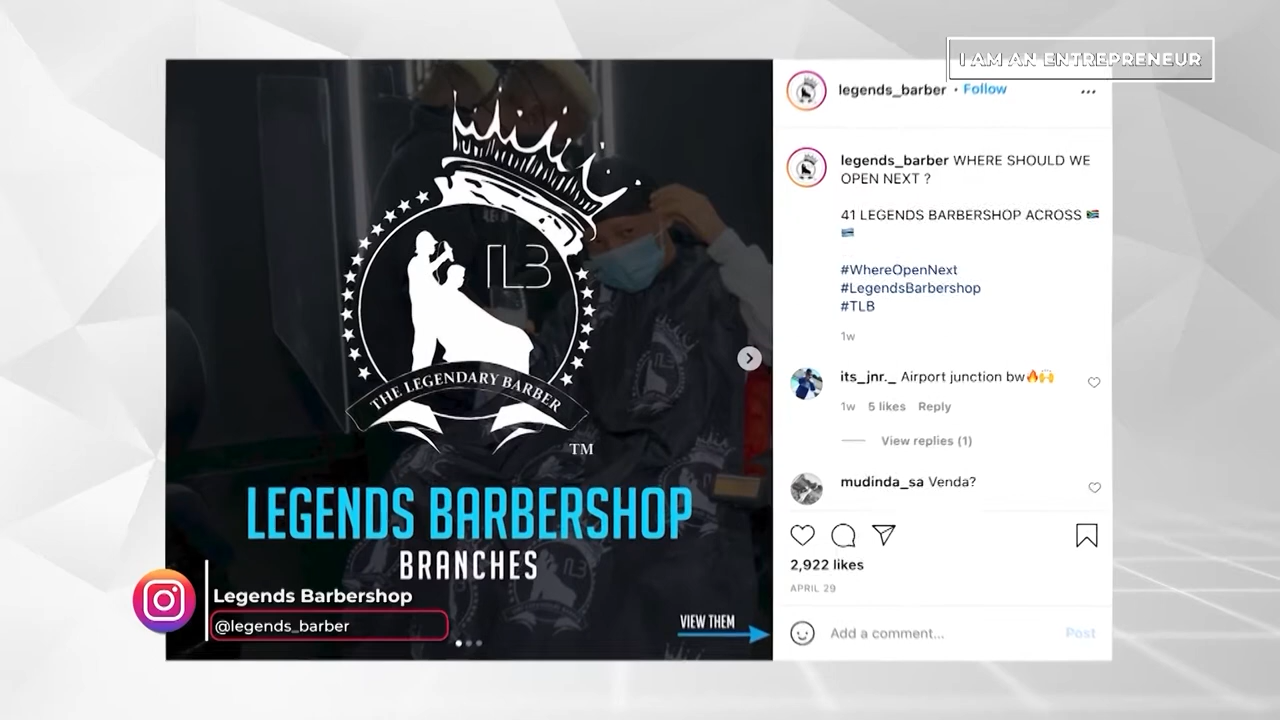 I AM AN ENTREPRENEUR
legends_barber • Follow
legends_barber WHERE SHOULD WE
OPEN NEXT ?
41 LEGENDS BARBERSHOP ACROSS 🇿🇦
🇧🇼
#WhereOpenNext
#LegendsBarbershop
#TLB
1w
its_jnr._ Airport junction bw🔥🙌
1w 5 likes Reply
View replies (1)
mudinda_sa Venda?
2,922 likes
APRIL 29
Add a comment... Post
TLB
THE LEGENDARY BARBER
TM
LEGENDS BARBERSHOP
BRANCHES
VIEW THEM
Legends Barbershop
@legends_barber